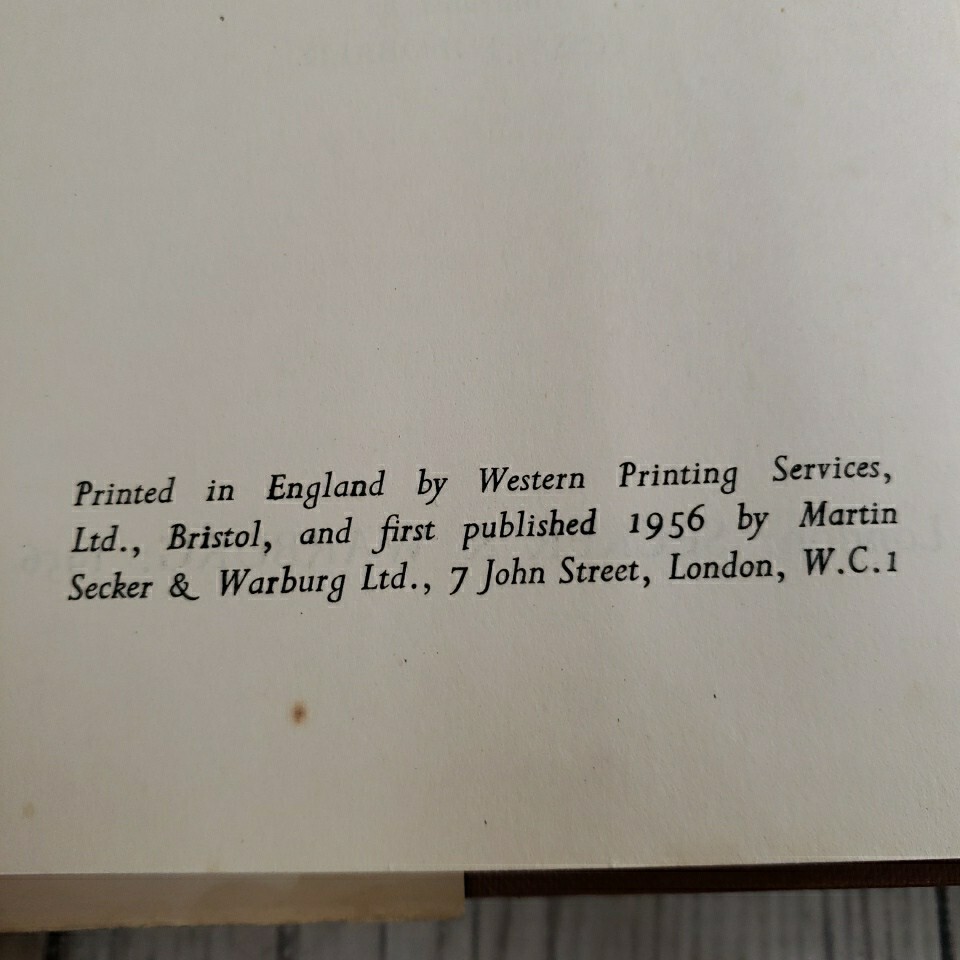 Printed in England by Western Printing Services,
Ltd., Bristol, and first published 1956 by Martin
Secker & Warburg Ltd., 7 John Street, London, W.C.1